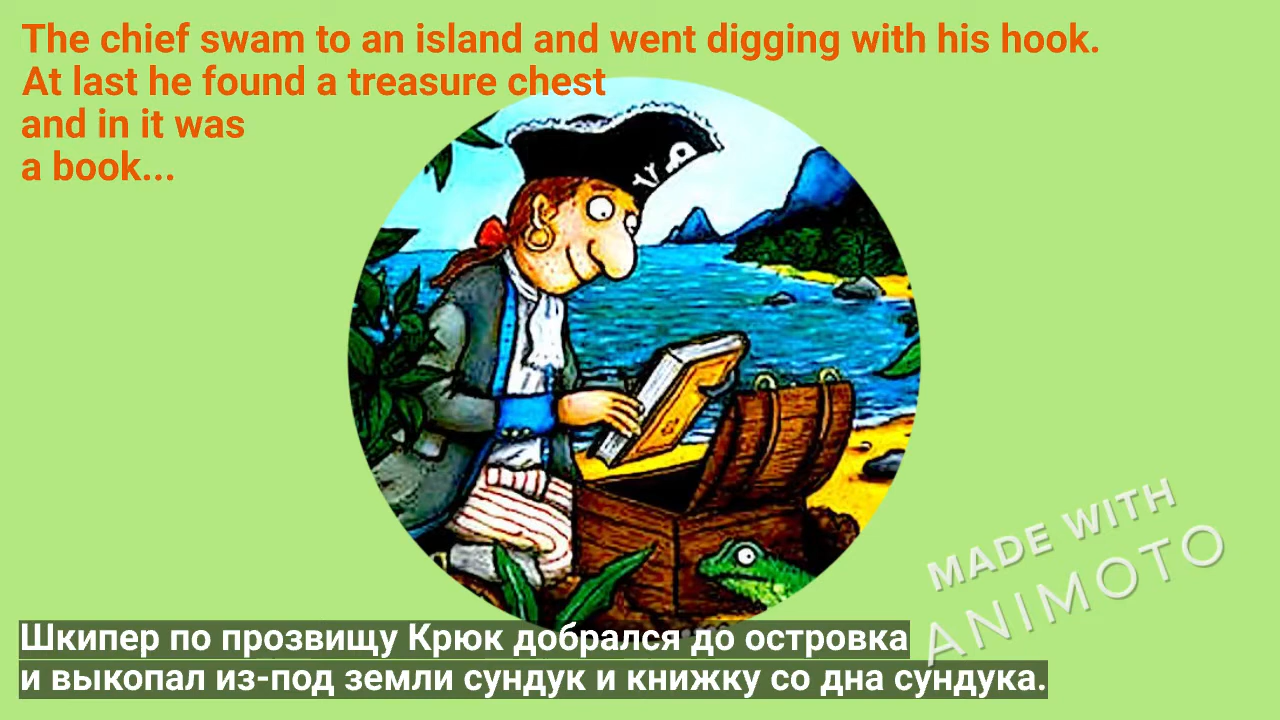 The chief swam to an island and went digging with his hook.
At last he found a treasure chest
and in it was
a book...
MADE WITH
ANIMOTO
Шкипер по прозвищу Крюк добрался до островка
и выкопал из-под земли сундук и книжку со дна сундука.